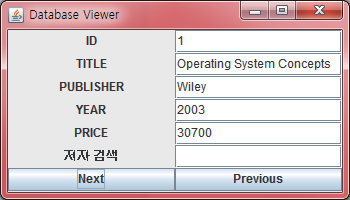 Database Viewer
ID 1
TITLE Operating System Concepts
PUBLISHER Wiley
YEAR 2003
PRICE 30700
저자 검색
Next Previous